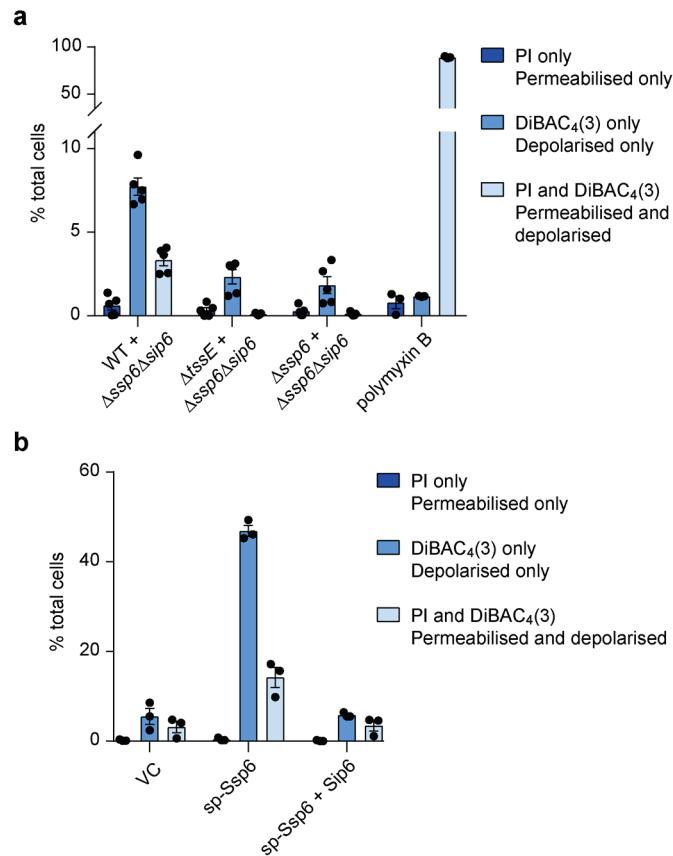 a
100
50
10
5
0
% total cells
WT +
Δssp6Δsip6
ΔtssE +
Δssp6Δsip6
Δssp6 +
Δssp6Δsip6
polymyxin B
PI only
Permeabilised only
DiBAC₄(3) only
Depolarised only
PI and DiBAC₄(3)
Permeabilised and
depolarised
b
60
40
20
0
% total cells
VC
sp-Ssp6
sp-Ssp6 + Sip6
PI only
Permeabilised only
DiBAC₄(3) only
Depolarised only
PI and DiBAC₄(3)
Permeabilised and depolarised